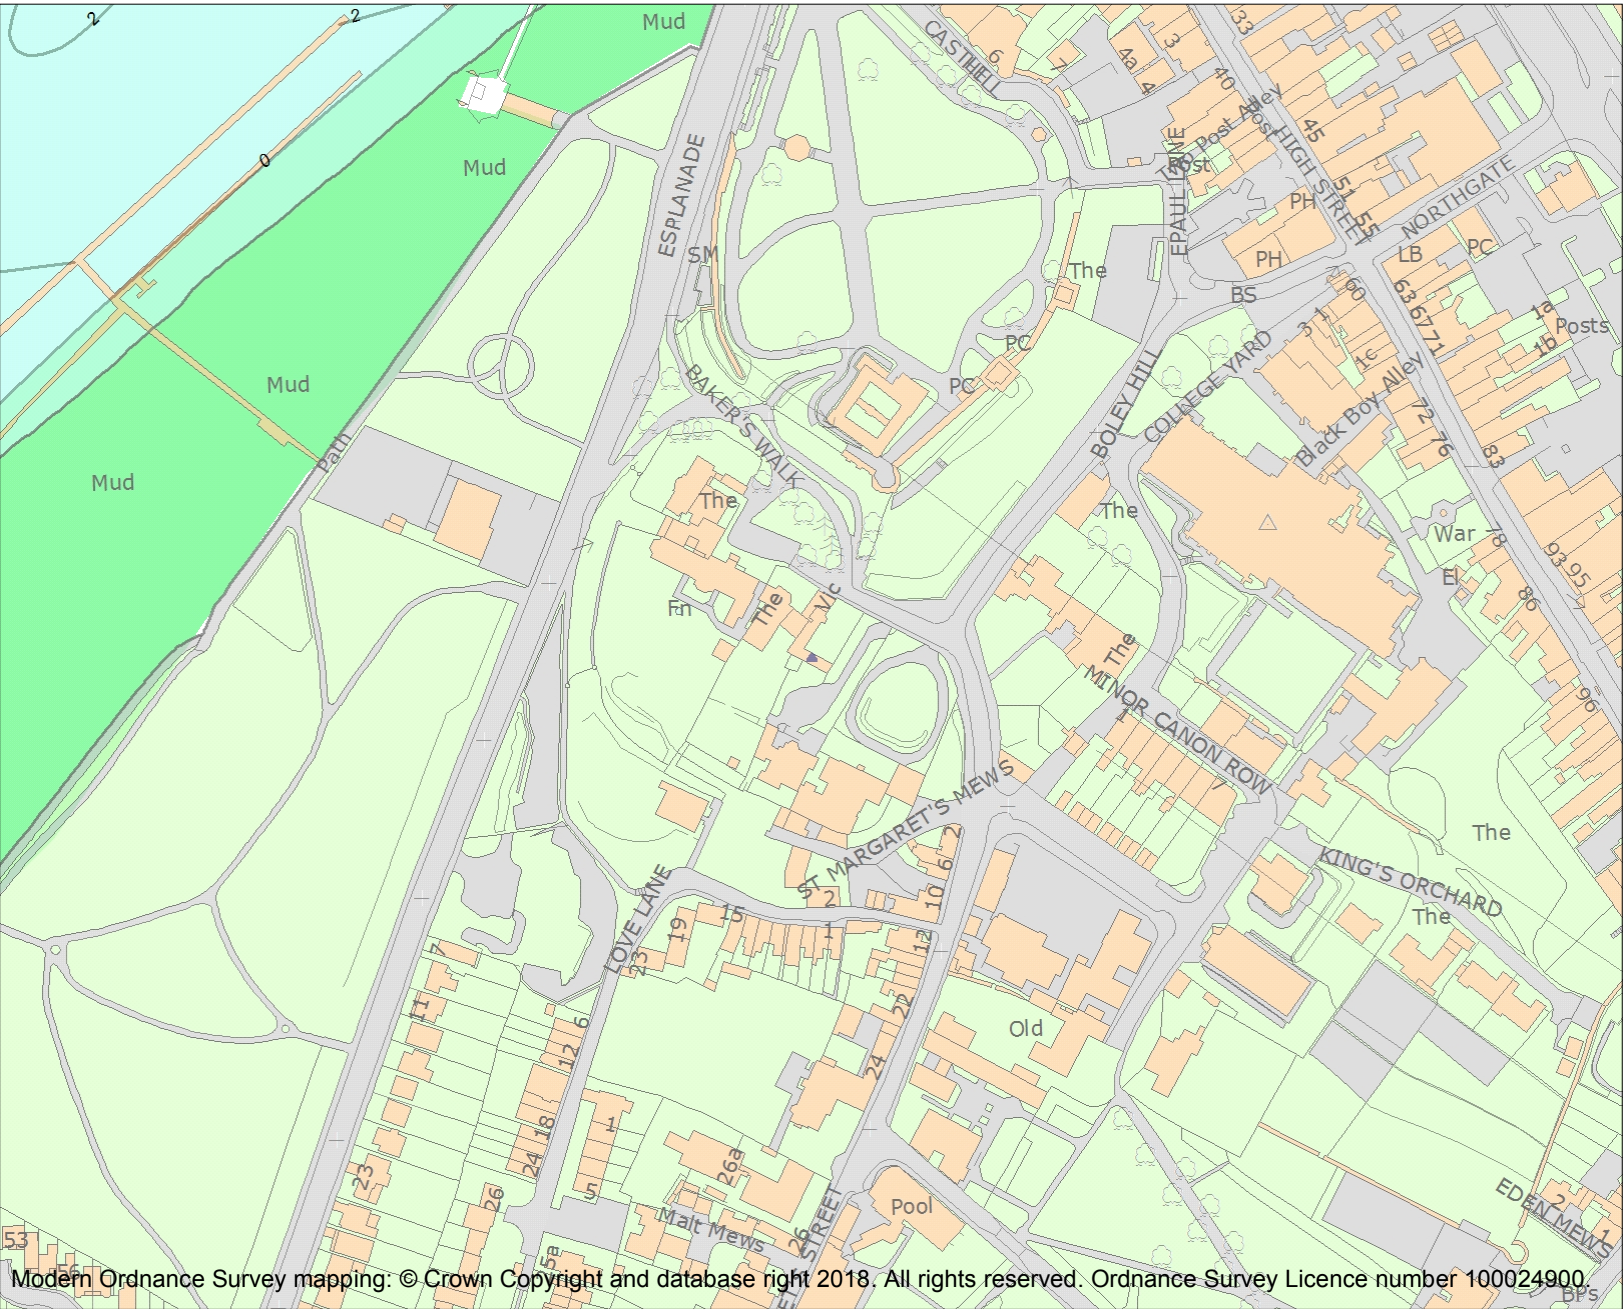 2
2
Mud
CASTLE HILL
6
7
4a
3
4
33
40
45
Two Post Alley
Post
Post
HIGH STREET
51
55
NORTHGATE
0
Mud
ESPLANADE
EPAUL LANE
PH
PH
LB
PC
SM
The
BS
60
63
67
71
1a
Posts
1b
3
1
1c
PC
PC
Mud
BAKER'S WALK
BOLEY HILL
COLLEGE YARD
Black Boy Alley
72
76
83
Path
Mud
The
The
War
78
93
95
El
86
Fn
The
Vic
The
MINOR CANON ROW
1
7
96
ST MARGARET'S MEWS
2
6
10
The
KING'S ORCHARD
The
LOVE LANE
15
19
23
2
1
12
22
24
7
11
6
12
18
24
Old
1
5
26a
23
26
Malt Mews
26
STREET
Pool
EDEN MEWS
2
1
53
56
25a
BPs
Modern Ordnance Survey mapping: © Crown Copyright and database right 2018. All rights reserved. Ordnance Survey Licence number 100024900.